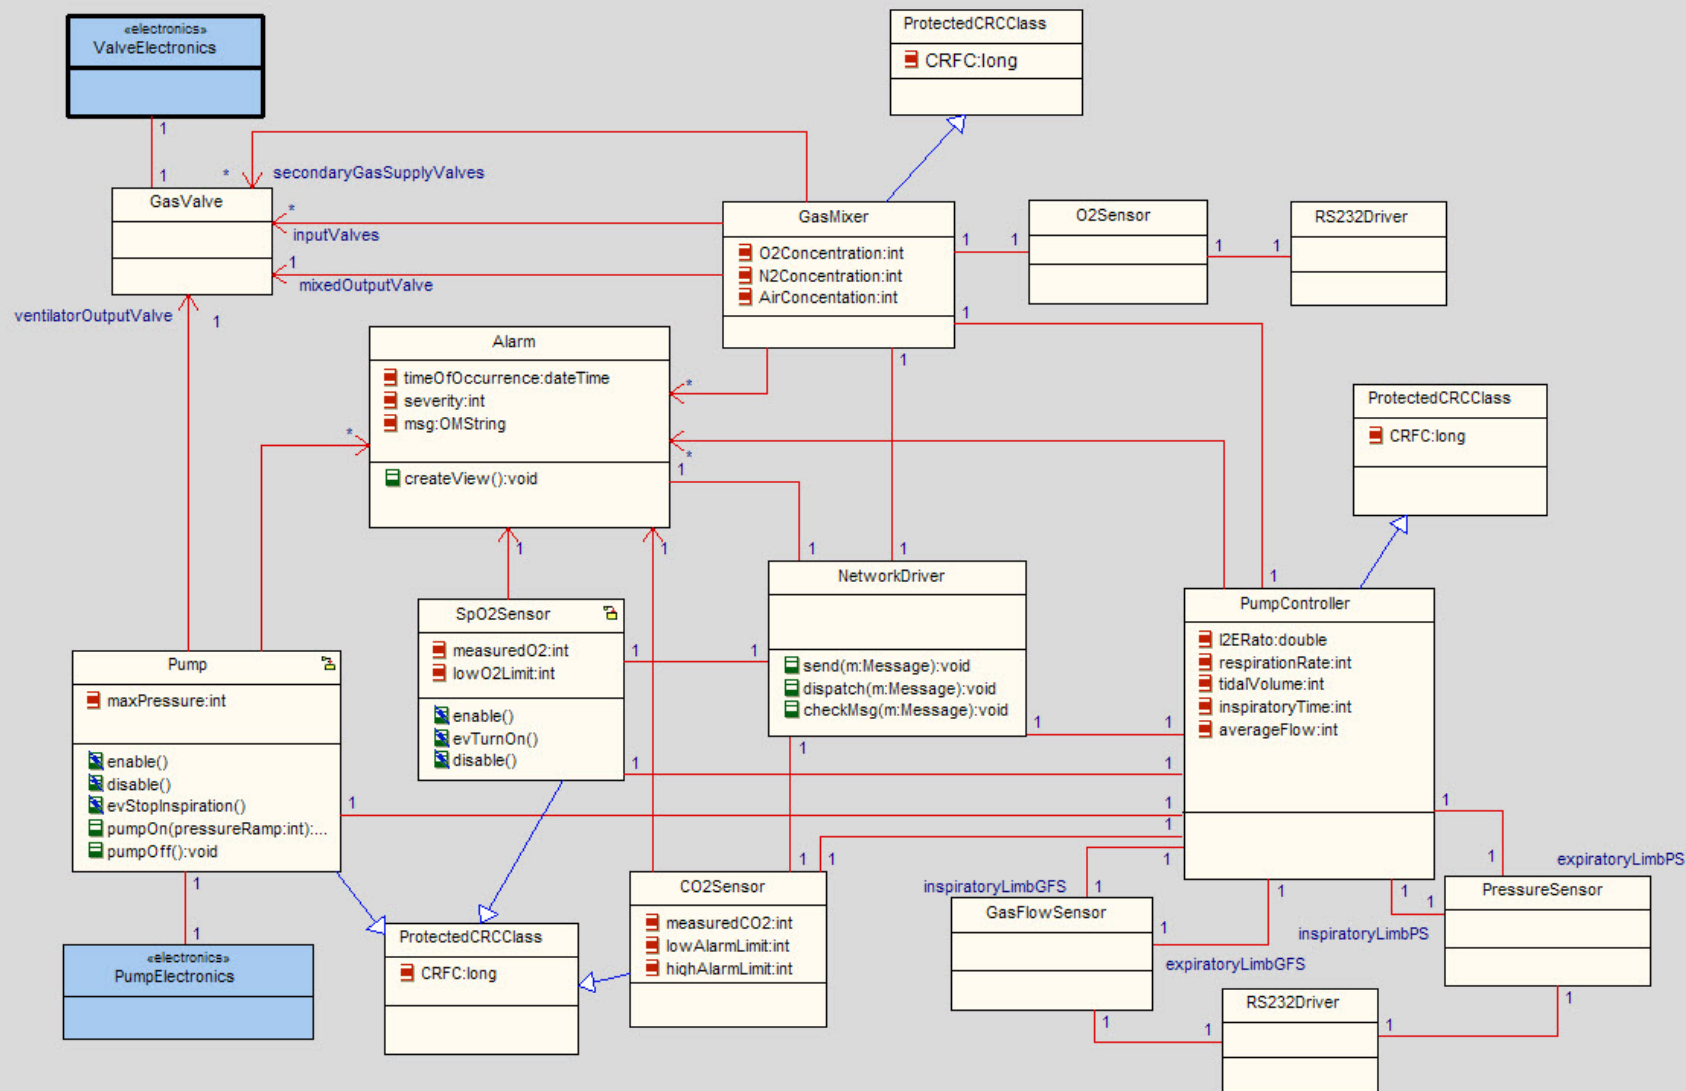 «electronics»
ValveElectronics
1
1
GasValve
ProtectedCRCClass
CRFC:long
*
secondaryGasSupplyValves
*
inputValves
1
mixedOutputValve
ventilatorOutputValve
1
GasMixer
O2Concentration:int
N2Concentration:int
AirConcentation:int
1
1
O2Sensor
1
1
RS232Driver
1
1
Alarm
timeOfOccurrence:dateTime
severity:int
msg:OMString
createView():void
*
*
*
1
1
1
1
1
ProtectedCRCClass
CRFC:long
NetworkDriver
send(m:Message):void
dispatch(m:Message):void
checkMsg(m:Message):void
SpO2Sensor
measuredO2:int
lowO2Limit:int
enable()
evTurnOn()
disable()
1
1
1
1
PumpController
I2ERato:double
respirationRate:int
tidalVolume:int
inspiratoryTime:int
averageFlow:int
Pump
maxPressure:int
enable()
disable()
evStopInspiration()
pumpOn(pressureRamp:int):...
pumpOff():void
1
1
1
1
1
1
1
1
1
1
1
1
1
«electronics»
PumpElectronics
ProtectedCRCClass
CRFC:long
CO2Sensor
measuredCO2:int
lowAlarmLimit:int
highAlarmLimit:int
inspiratoryLimbGFS
1
GasFlowSensor
1
1
expiratoryLimbGFS
1
1
expiratoryLimbPS
PressureSensor
1
1
inspiratoryLimbPS
1
1
RS232Driver
1
1